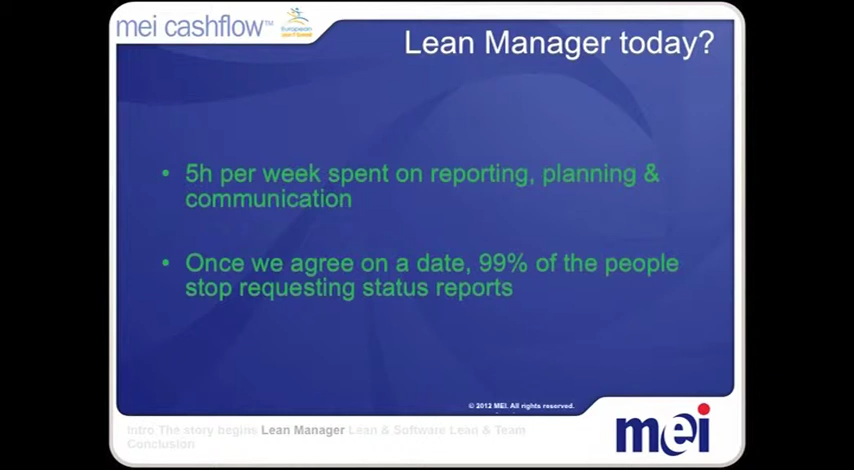 mei cashflow™
European
Lean Manager today?
• 5h per week spent on reporting, planning &
communication
• Once we agree on a date, 99% of the people
stop requesting status reports
© 2012 MEI. All rights reserved.
Intro The story begins Lean Manager Lean & Software Lean & Team
Conclusion
mei